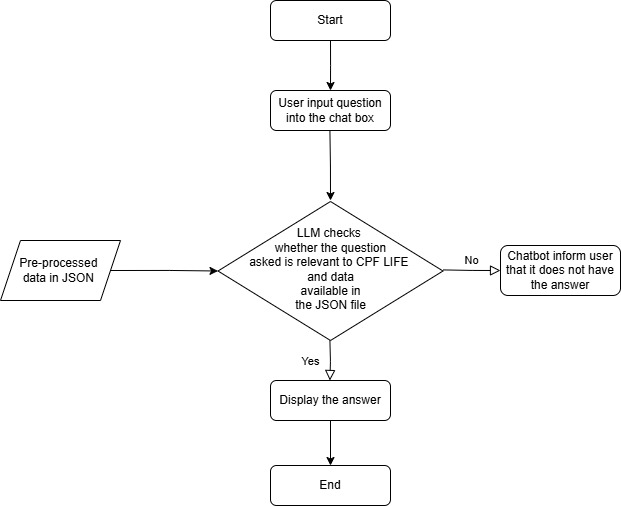 Start
User input question
into the chat box
LLM checks
whether the question
asked is relevant to CPF LIFE
and data
available in
the JSON file
Pre-processed
data in JSON
No
Chatbot inform user
that it does not have
the answer
Yes
Display the answer
End